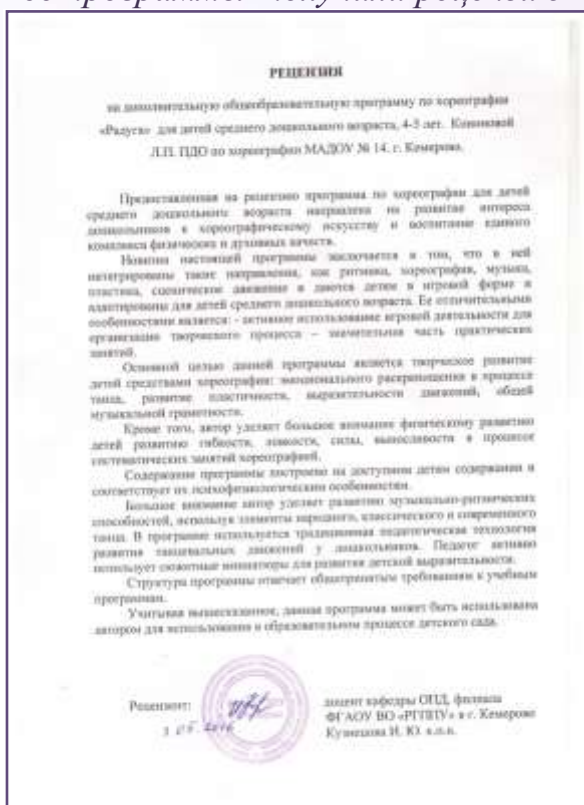 РЕЦЕНЗИЯ
на дополнительную общеобразовательную программу по хореографии
«Радуга» для детей среднего дошкольного возраста, 4-5 лет.
Л.П. ПДО по хореографии МАДОУ № 14, г. Кемерово.
Предоставленная на рецензию программа по хореографии для детей
среднего дошкольного возраста направлена на развитие интереса
дошкольников к хореографическому искусству и воспитание единого
комплекса физических и духовных качеств.
Новизна настоящей программы заключается в том, что в ней
интегрированы такие направления, как ритмика, хореография, музыка,
пластика, сценическое движение и даются детям в игровой форме и
адаптированы для детей среднего дошкольного возраста. Ее отличительными
особенностями является: - активное использование игровой деятельности для
организации творческого процесса – значительная часть практических
занятий.
Основной целью данной программы является творческое развитие
детей средствами хореографии: эмоционального раскрепощения в процессе
танца, развитие пластичности, выразительности движений, общей
музыкальной грамотности.
Кроме того, автор уделяет большое внимание физическому развитию
детей развитию гибкости, ловкости, силы, выносливости в процессе
систематических занятий хореографией.
Содержание программы построено на доступном детям содержании и
соответствует их психофизиологическим особенностям.
Большое внимание автор уделяет развитию музыкально-ритмических
способностей, используя элементы народного, классического и современного
танца. В программе используется традиционная педагогическая технология
развития танцевальных движений у дошкольников. Педагог активно
использует сюжетные миниатюры для развития детской выразительности.
Структура программы отвечает общепринятым требованиям к учебным
программам.
Учитывая вышесказанное, данная программа может быть использована
автором для использования в образовательном процессе детского сада.
Рецензент:
доцент кафедры ОПД, филиала
ФГАОУ ВО «РГППУ» в г. Кемерово
Кузнецова И. Ю. к.п.н.